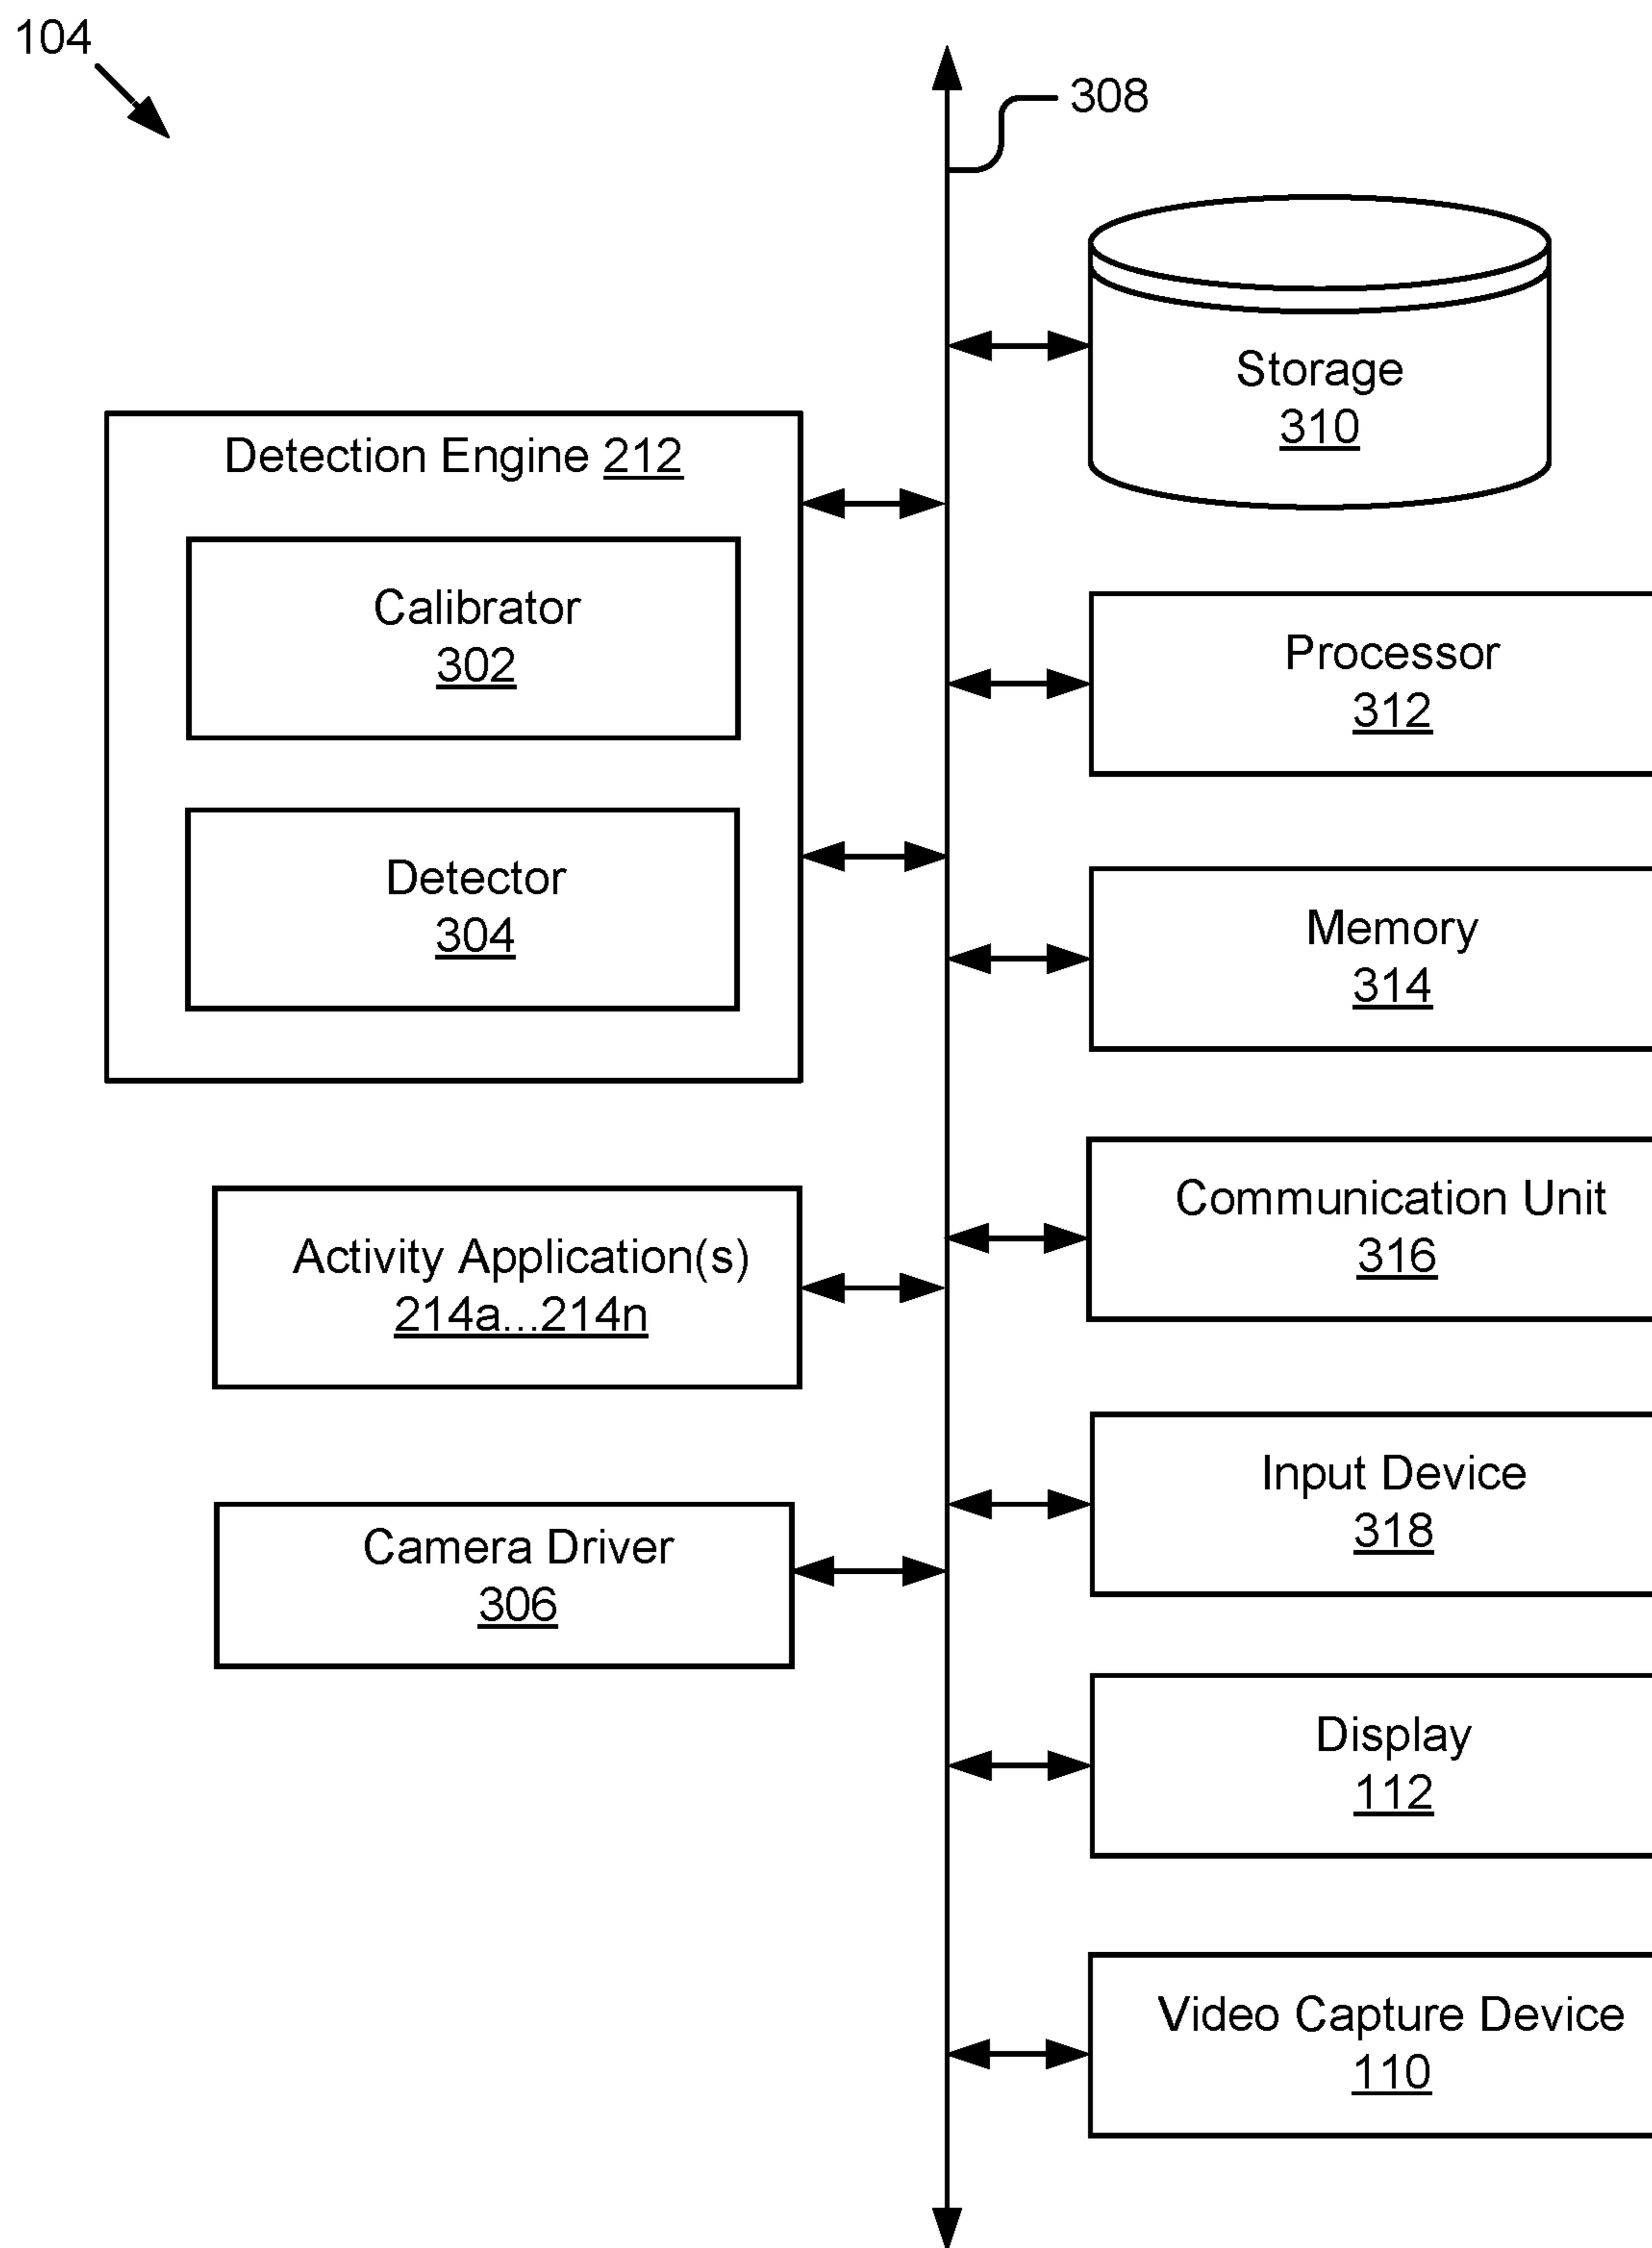 104
308
Storage
310
Detection Engine 212
Calibrator
302
Detector
304
Activity Application(s)
214a...214n
Camera Driver
306
Processor
312
Memory
314
Communication Unit
316
Input Device
318
Display
112
Video Capture Device
110